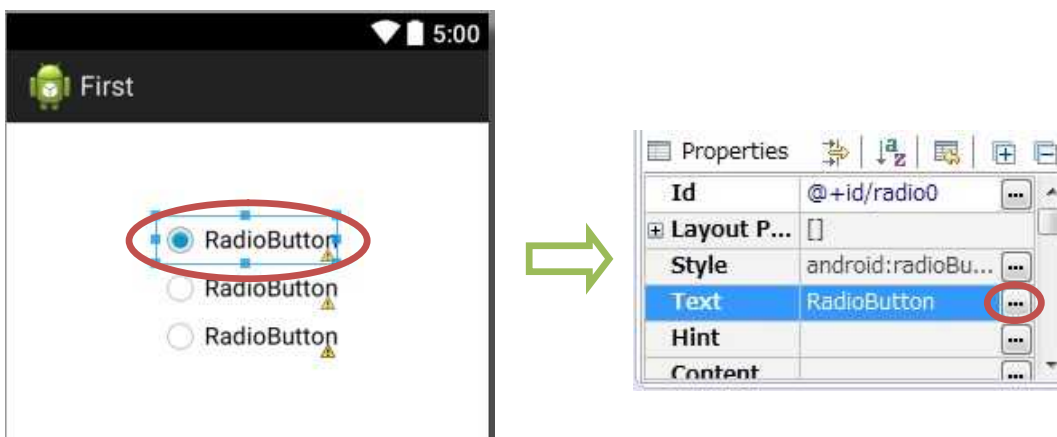 5:00
First
RadioButton
RadioButton
RadioButton
Properties
Id @+id/radio0 ...
Layout P... []
Style android:radioBu... ...
Text RadioButton ...
Hint ...
Content ...